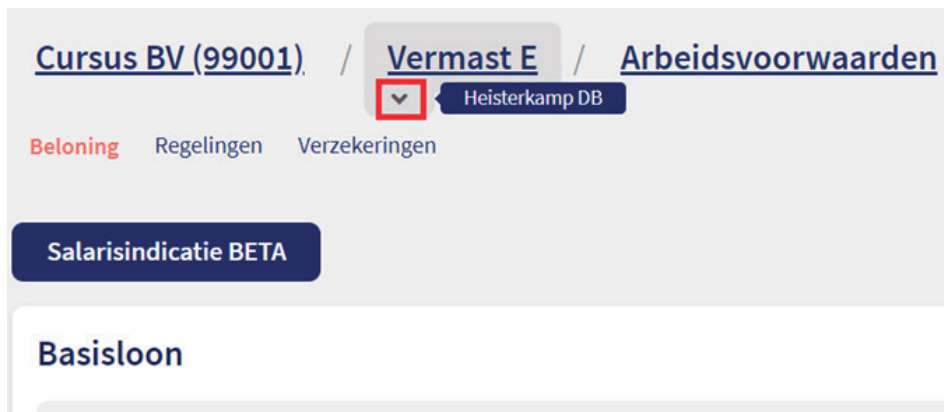 Cursus BV (99001) / Vermast E / Arbeidsvoorwaarden
Heisterkamp DB
Beloning Regelingen Verzekeringen
Salarisindicatie BETA
Basisloon